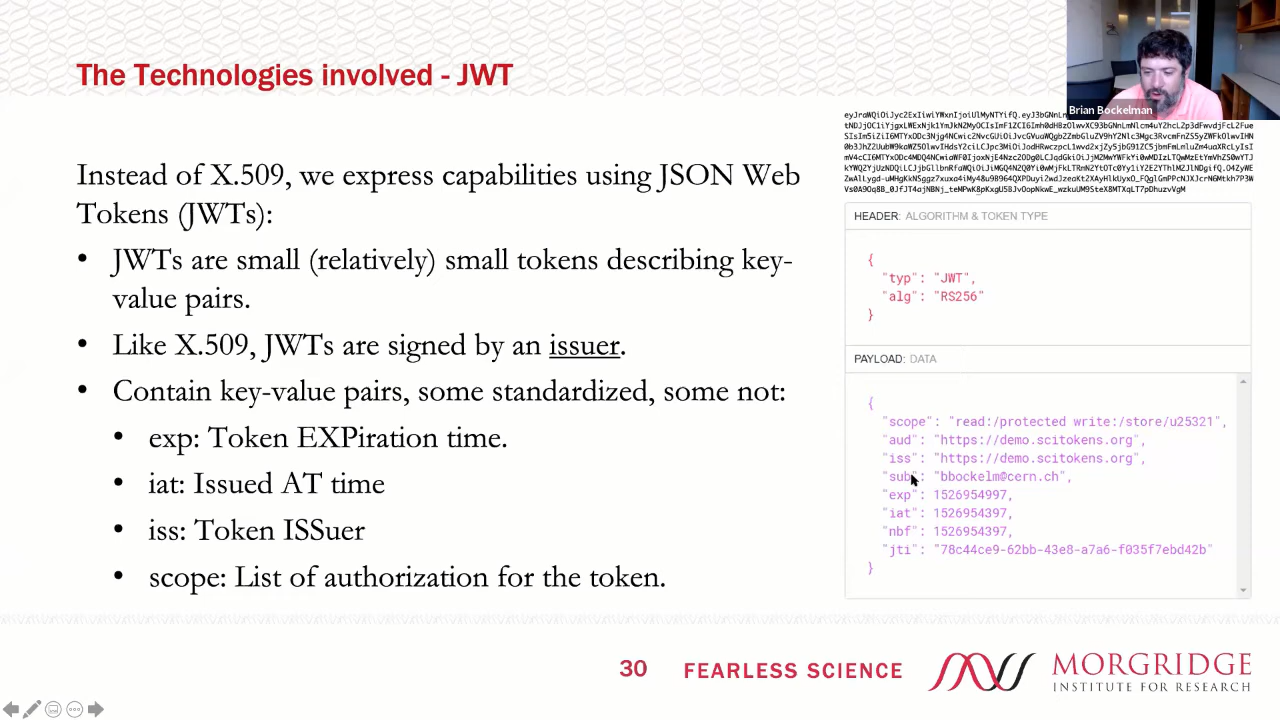 The Technologies involved - JWT
Brian Bockelman
Instead of X.509, we express capabilities using JSON Web
Tokens (JWTs):
• JWTs are small (relatively) small tokens describing key-
value pairs.
• Like X.509, JWTs are signed by an issuer.
• Contain key-value pairs, some standardized, some not:
• exp: Token EXPiration time.
• iat: Issued AT time
• iss: Token ISSuer
• scope: List of authorization for the token.
HEADER: ALGORITHM & TOKEN TYPE
{
"typ": "JWT",
"alg": "RS256"
}
PAYLOAD: DATA
{
"scope": "read:/protected write:/store/u25321",
"aud": "https://demo.scitokens.org",
"iss": "https://demo.scitokens.org",
"sub": "bbockelm@cern.ch",
"exp": 1526954997,
"iat": 1526954397,
"nbf": 1526954397,
"jti": "78c44ce9-62bb-43e8-a7a6-f035f7ebd42b"
}
30 FEARLESS SCIENCE
MORGRIDGE
INSTITUTE FOR RESEARCH